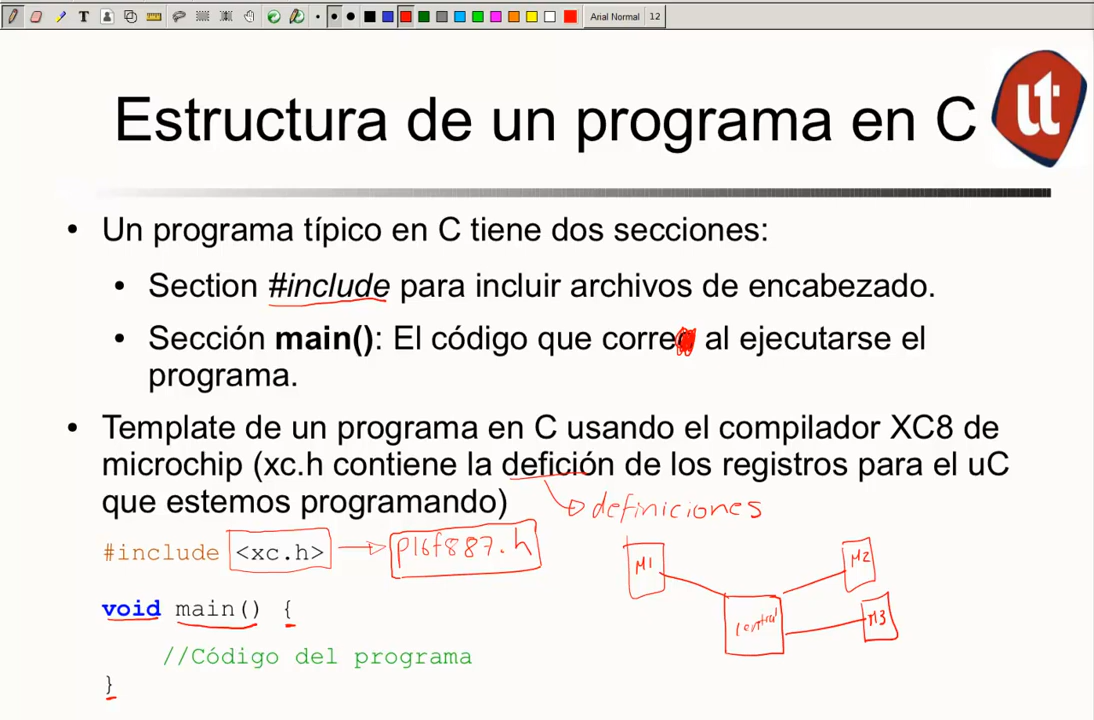 Arial Normal 12
Estructura de un programa en C
ut
• Un programa típico en C tiene dos secciones:
• Section #include para incluir archivos de encabezado.
• Sección main(): El código que corre al ejecutarse el
programa.
• Template de un programa en C usando el compilador XC8 de
microchip (xc.h contiene la defición de los registros para el uC
que estemos programando)
definiciones
#include <xc.h>
p16f887.h
M1
M2
void main() {
control
M3
//Código del programa
}